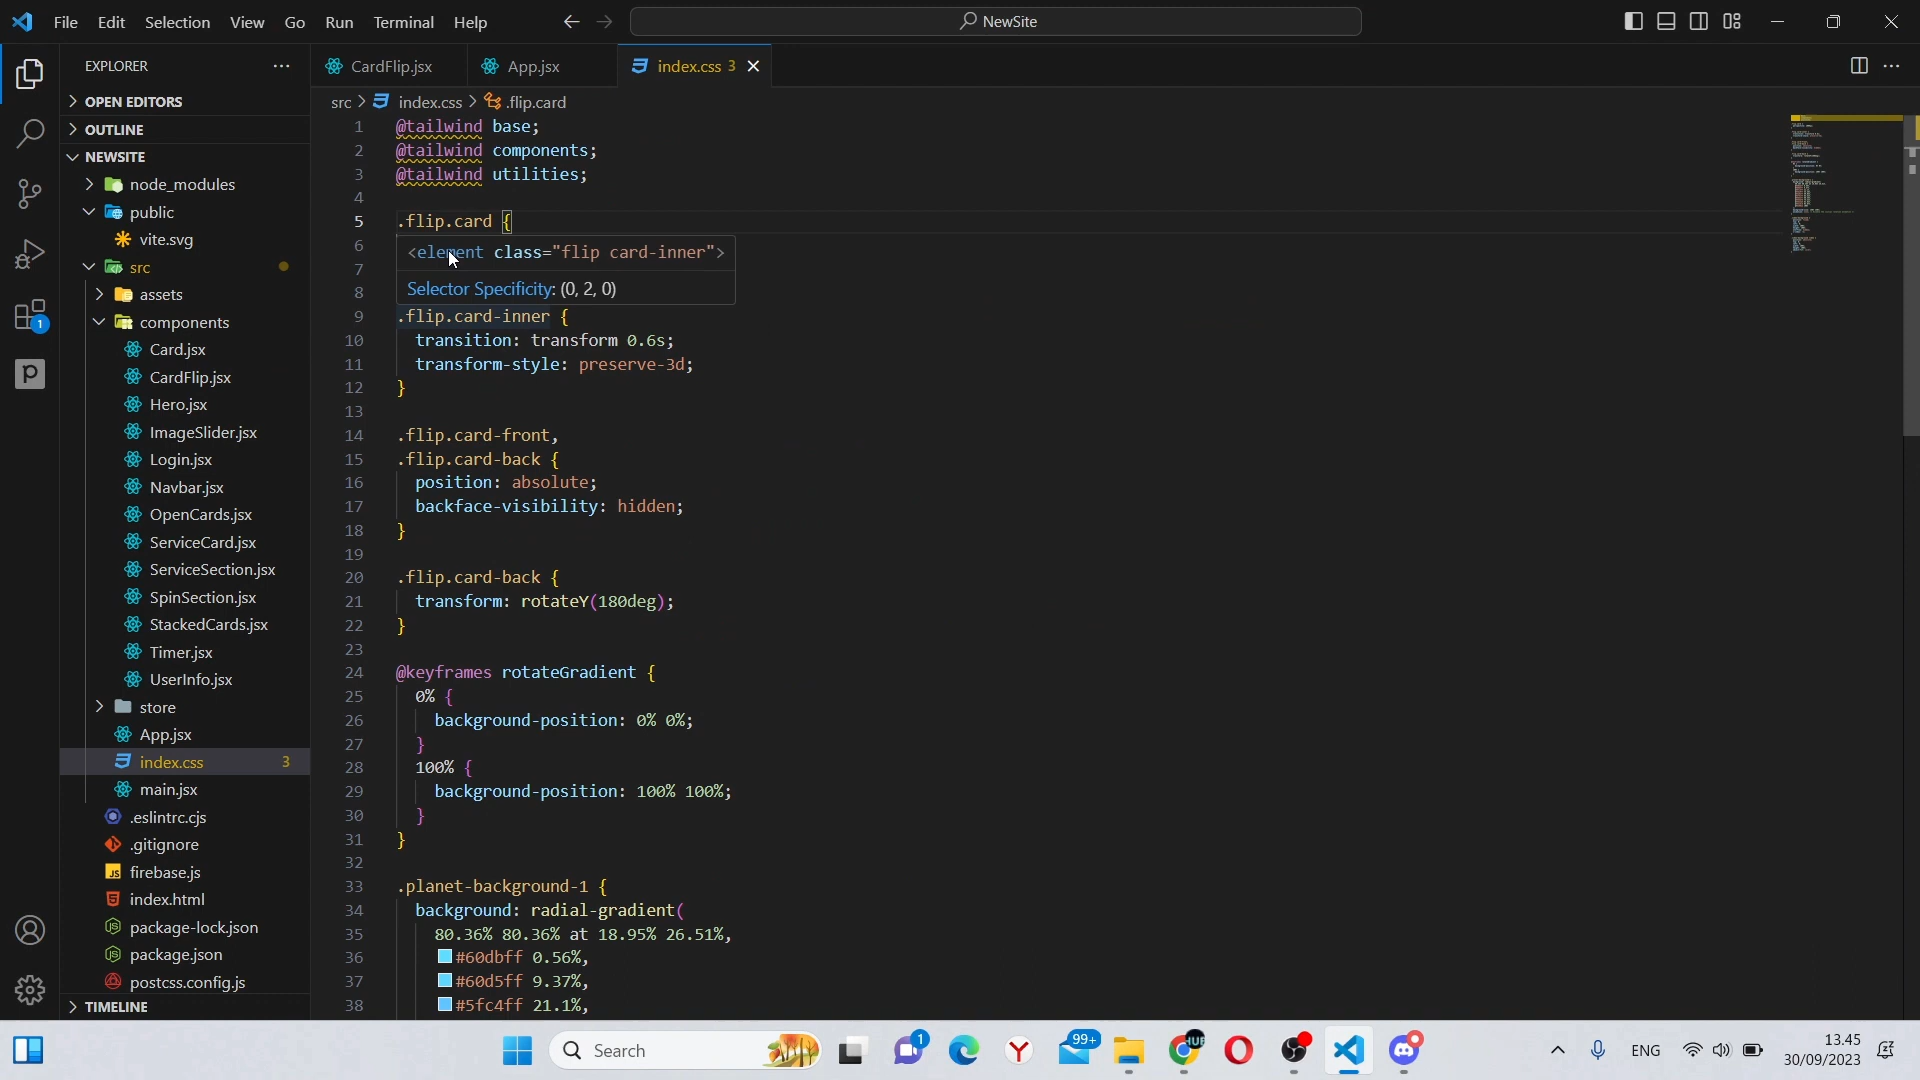 File Edit Selection View Go Run Terminal Help
NewSite
EXPLORER
OPEN EDITORS
OUTLINE
NEWSITE
node_modules
public
vite.svg
src
assets
components
Card.jsx
CardFlip.jsx
Hero.jsx
ImageSlider.jsx
Login.jsx
Navbar.jsx
OpenCards.jsx
ServiceCard.jsx
ServiceSection.jsx
SpinSection.jsx
StackedCards.jsx
Timer.jsx
UserInfo.jsx
store
App.jsx
index.css 3
main.jsx
.eslintrc.cjs
.gitignore
firebase.js
index.html
package-lock.json
package.json
postcss.config.js
TIMELINE
1
CardFlip.jsx App.jsx index.css 3
src > index.css > .flip.card
1 @tailwind base;
2 @tailwind components;
3 @tailwind utilities;
4
5 .flip.card {
6 <element class="flip card-inner">
7
8 Selector Specificity: (0, 2, 0)
9 .flip.card-inner {
10 transition: transform 0.6s;
11 transform-style: preserve-3d;
12 }
13
14 .flip.card-front,
15 .flip.card-back {
16 position: absolute;
17 backface-visibility: hidden;
18 }
19
20 .flip.card-back {
21 transform: rotateY(180deg);
22 }
23
24 @keyframes rotateGradient {
25 0% {
26 background-position: 0% 0%;
27 }
28 100% {
29 background-position: 100% 100%;
30 }
31 }
32
33 .planet-background-1 {
34 background: radial-gradient(
35 80.36% 80.36% at 18.95% 26.51%,
36 #60dbff 0.56%,
37 #60d5ff 9.37%,
38 #5fc4ff 21.1%,
Search
1
99+
HUB
ENG
13.45
30/09/2023